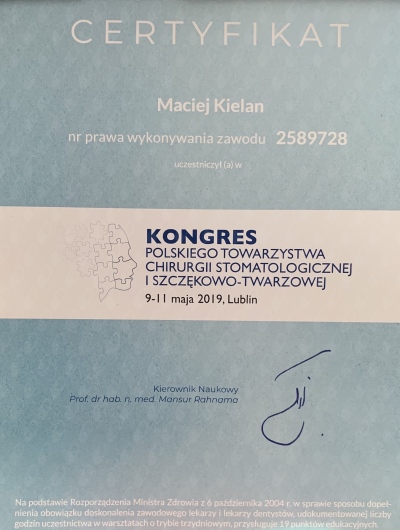 CERTYFIKAT
Maciej Kielan
nr prawa wykonywania zawodu 2589728
uczestniczył (a) w
KONGRES
POLSKIEGO TOWARZYSTWA
CHIRURGII STOMATOLOGICZNEJ
I SZCZĘKOWO-TWARZOWEJ
9-11 maja 2019, Lublin
Kierownik Naukowy
Prof. dr hab. n. med. Mansur Rahnama
Na podstawie Rozporządzenia Ministra Zdrowia z 6 października 2004 r. w sprawie sposobu dopeł-
nienia obowiązku doskonalenia zawodowego lekarzy i lekarzy dentystów, udokumentowanej liczby
godzin uczestnictwa w warsztatach o trybie trzydniowym, przysługuje 19 punktów edukacyjnych